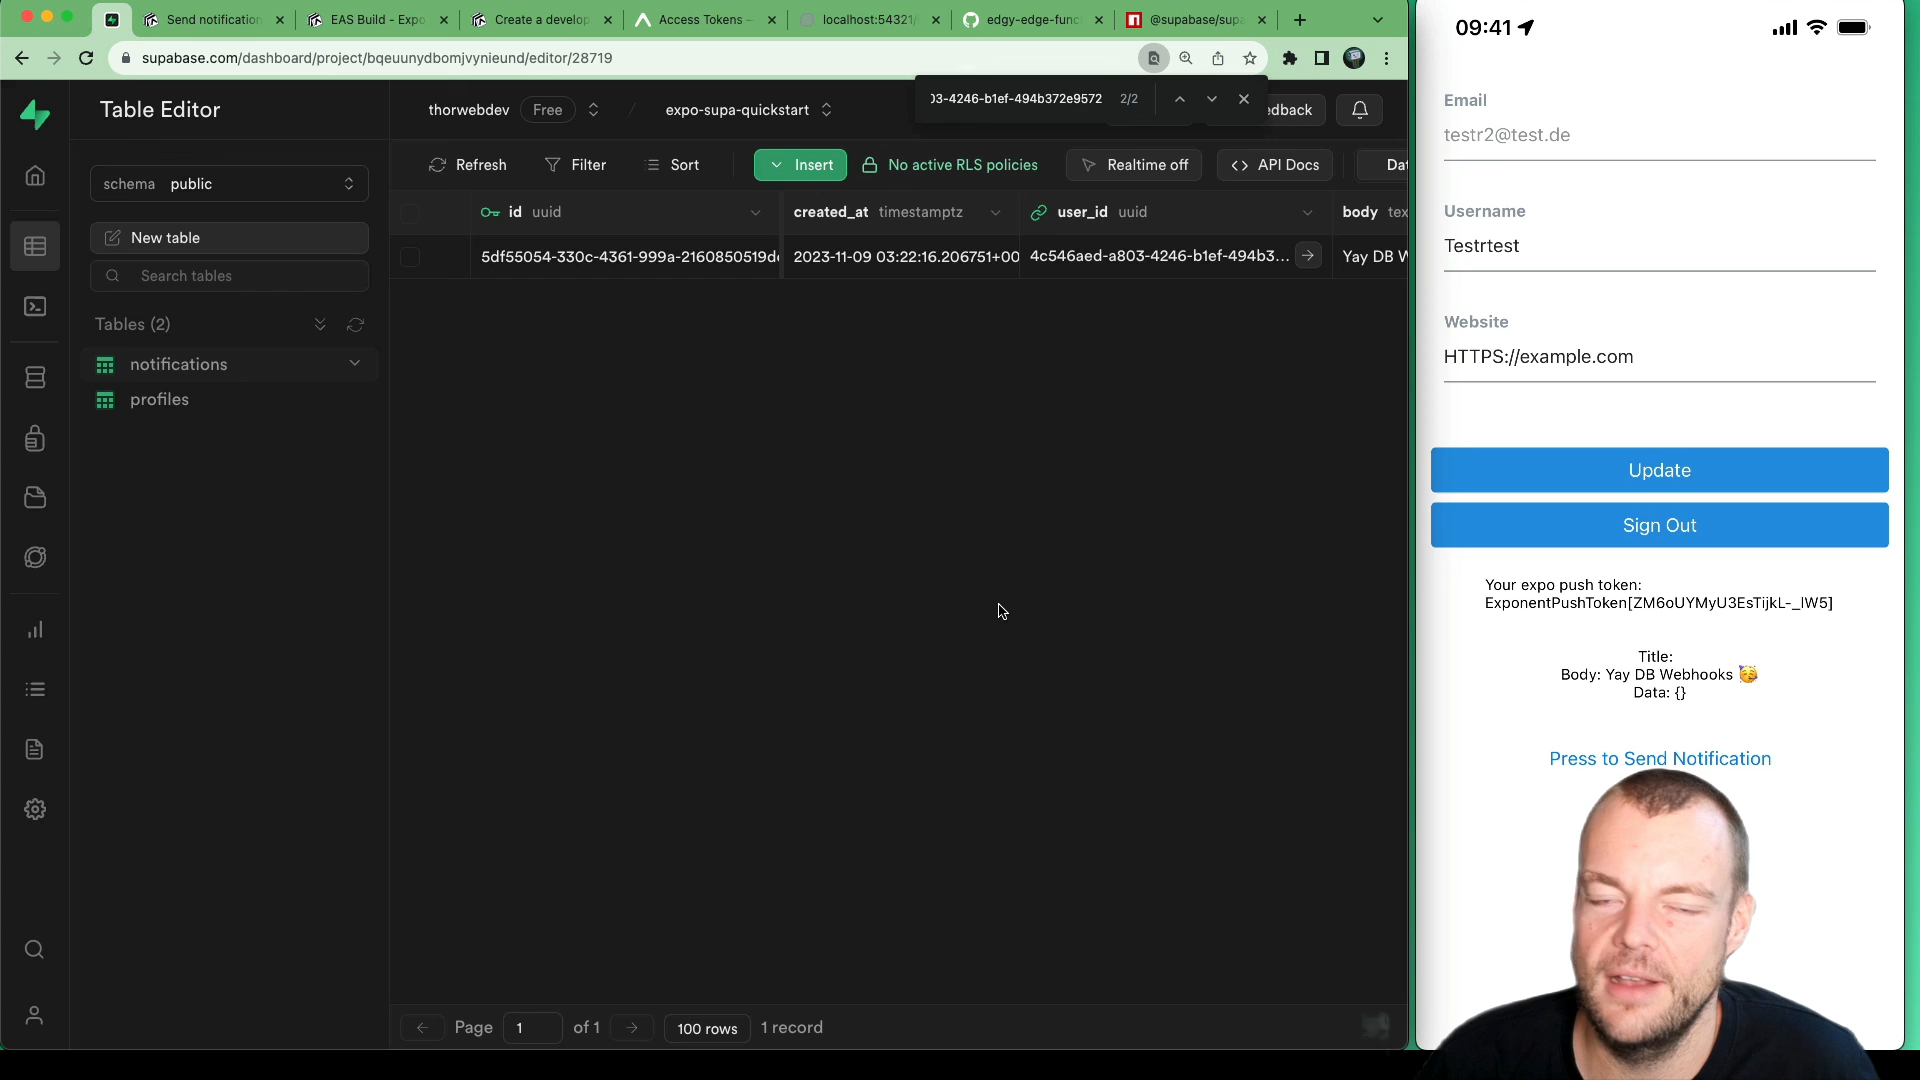 Send notification
EAS Build - Expo
Create a develop
Access Tokens –
localhost:54321/
edgy-edge-func
@supabase/supa
supabase.com/dashboard/project/bqeuunydbomjvynieund/editor/28719
Table Editor
thorwebdev Free / expo-supa-quickstart
03-4246-b1ef-494b372e9572 2/2
edback
schema public
New table
Search tables
Tables (2)
notifications
profiles
Refresh Filter Sort Insert No active RLS policies Realtime off <> API Docs Dat
id uuid created_at timestamptz user_id uuid body tex
5df55054-330c-4361-999a-2160850519d 2023-11-09 03:22:16.206751+00 4c546aed-a803-4246-b1ef-494b3... Yay DB W
Page 1 of 1 100 rows 1 record
09:41
Email
testr2@test.de
Username
Testrtest
Website
HTTPS://example.com
Update
Sign Out
Your expo push token:
ExponentPushToken[ZM6oUYMyU3EsTijkL-_lW5]
Title:
Body: Yay DB Webhooks 🥳
Data: {}
Press to Send Notification